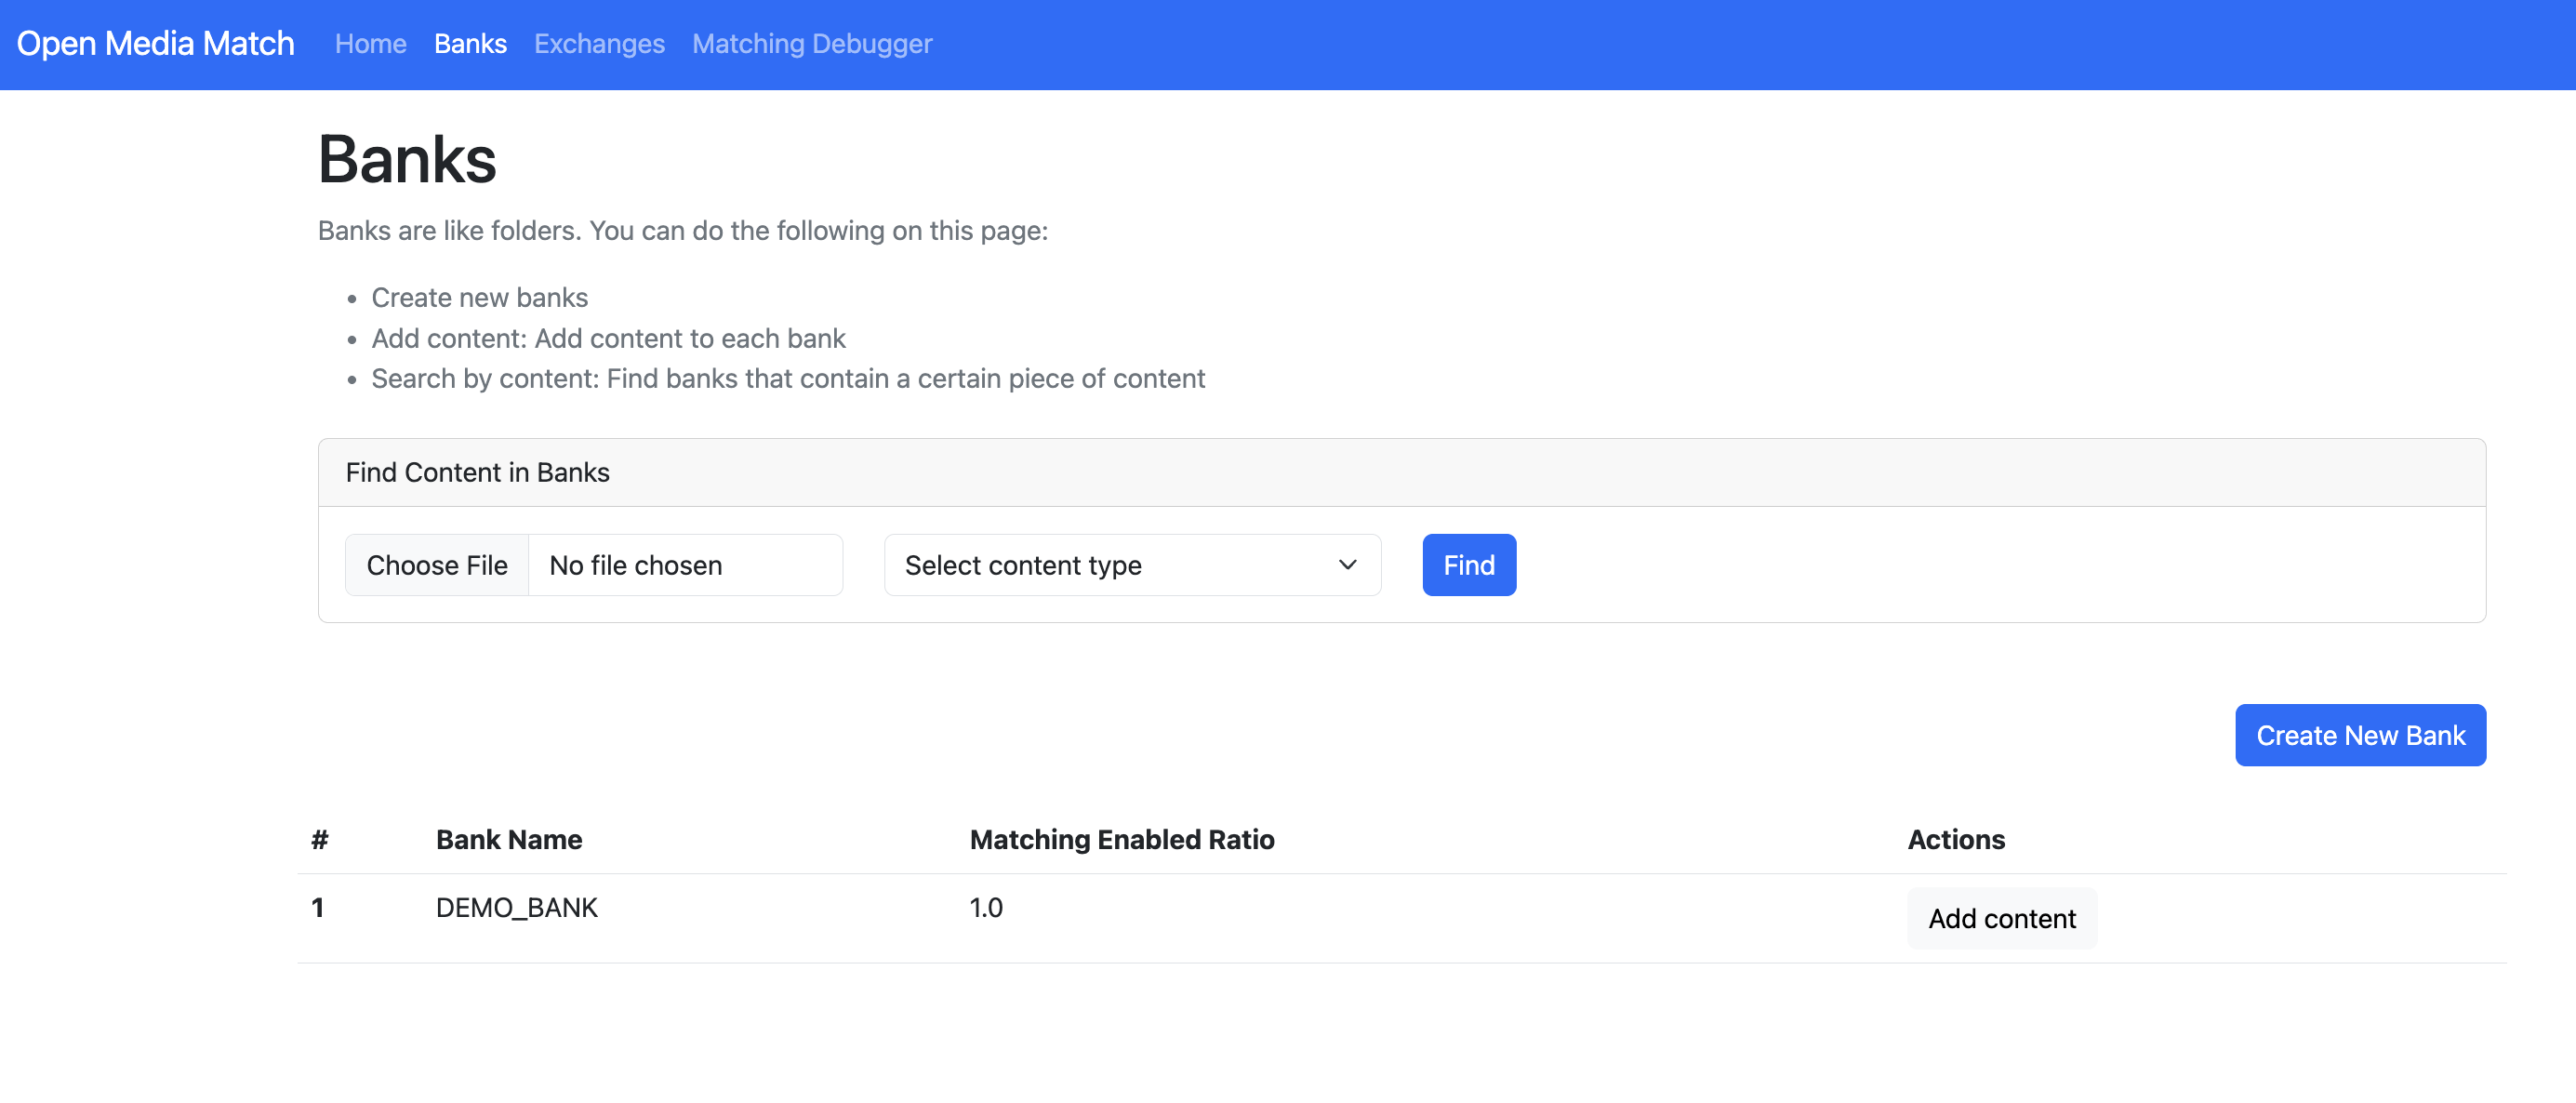 Open Media Match Home Banks Exchanges Matching Debugger
Banks
Banks are like folders. You can do the following on this page:
• Create new banks
• Add content: Add content to each bank
• Search by content: Find banks that contain a certain piece of content
Find Content in Banks
Choose File No file chosen Select content type Find
Create New Bank
# Bank Name Matching Enabled Ratio Actions
1 DEMO_BANK 1.0 Add content